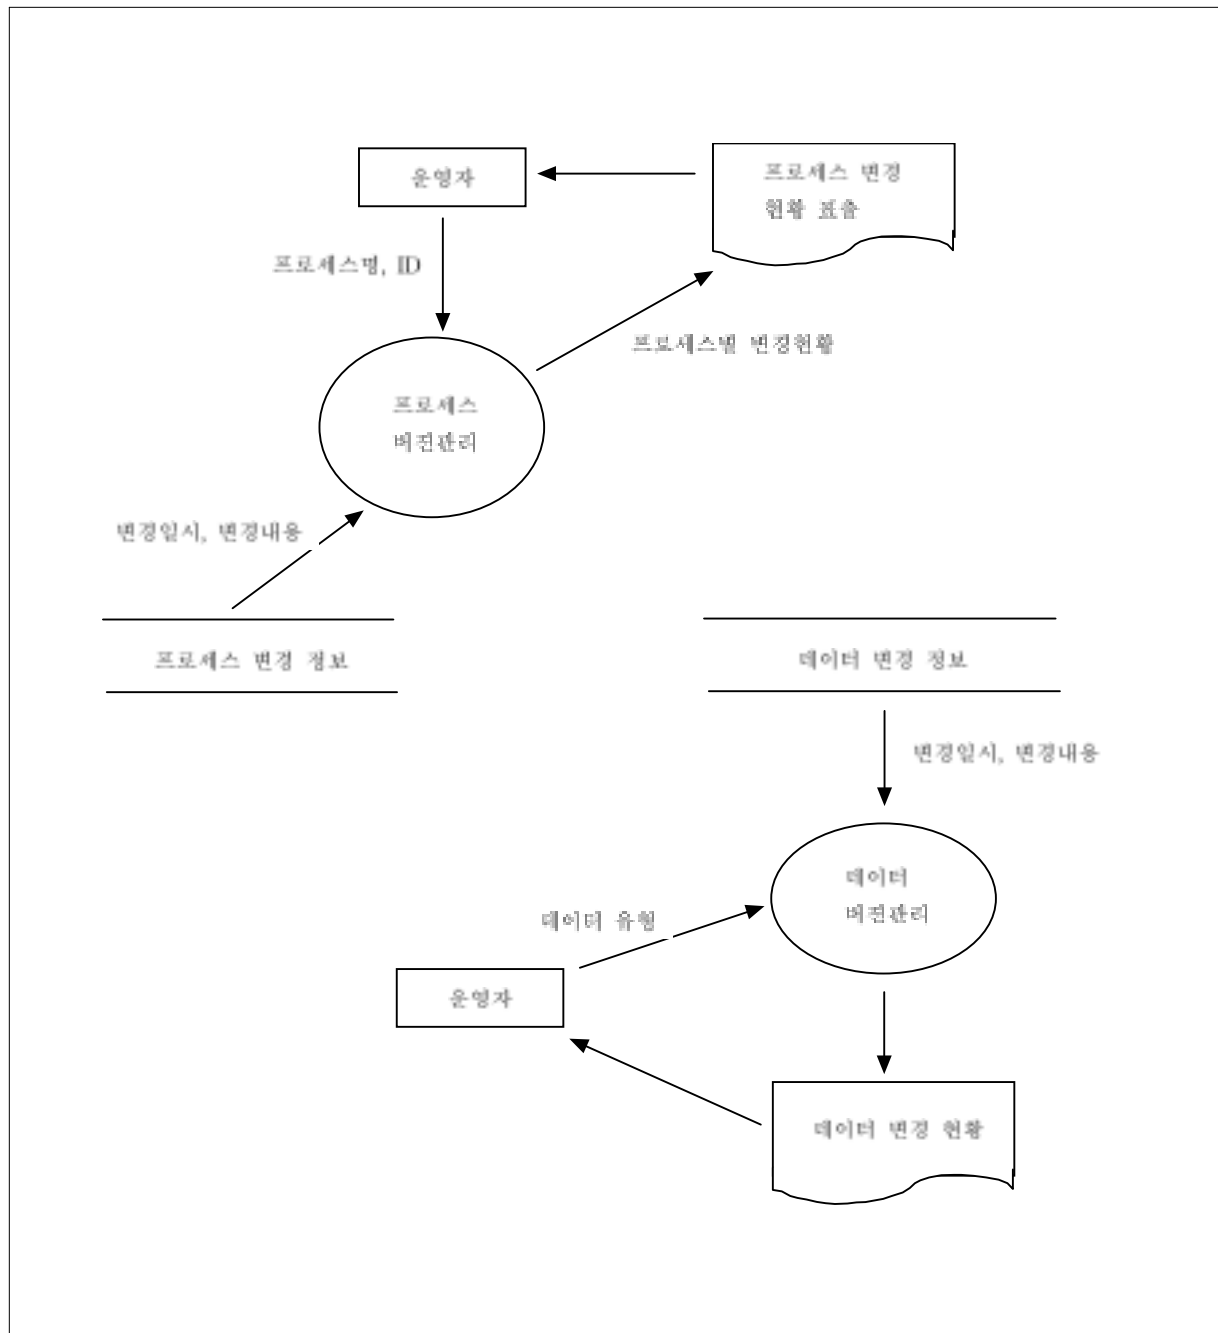 운영자
프로세스 변경
현황 표출
프로세스명, ID
프로세스별 변경현황
프로세스
버전관리
변경일시, 변경내용
프로세스 변경 정보
데이터 변경 정보
변경일시, 변경내용
데이터
버전관리
데이터 유형
운영자
데이터 변경 현황